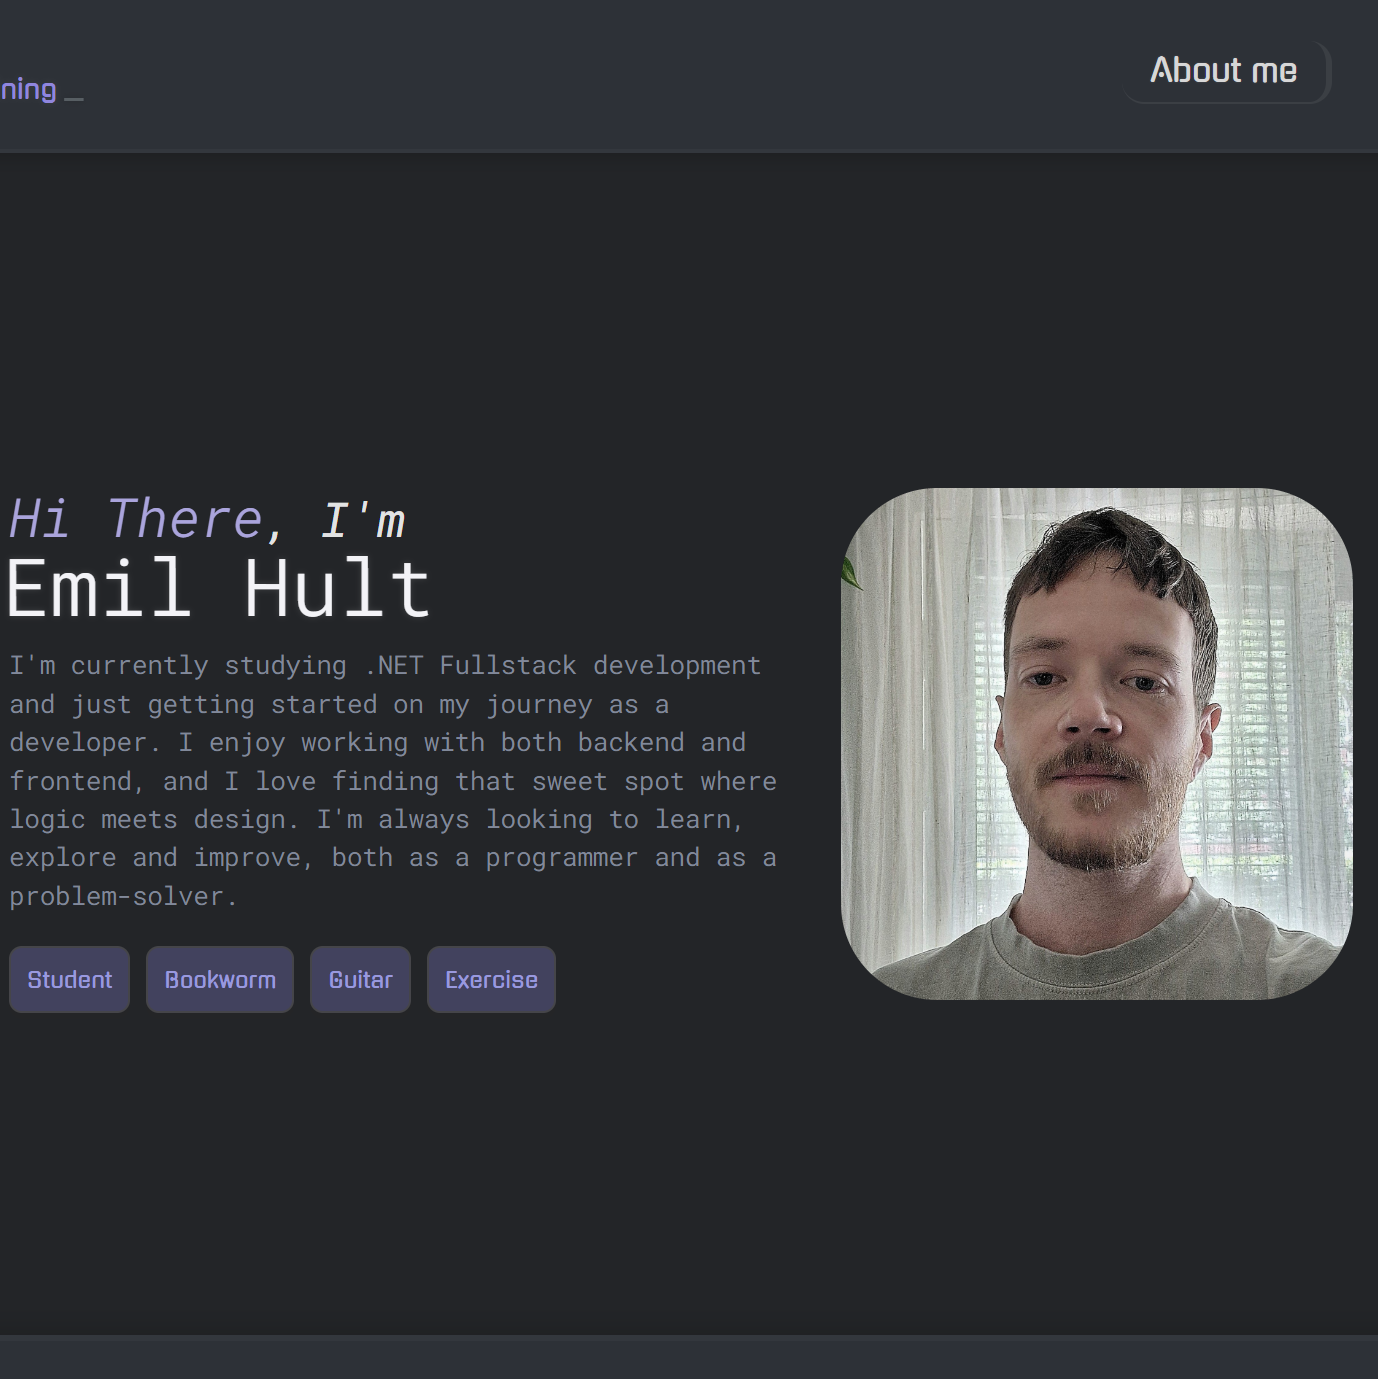 ning _
About me
Hi There, I'm
Emil Hult
I'm currently studying .NET Fullstack development
and just getting started on my journey as a
developer. I enjoy working with both backend and
frontend, and I love finding that sweet spot where
logic meets design. I'm always looking to learn,
explore and improve, both as a programmer and as a
problem-solver.
Student
Bookworm
Guitar
Exercise